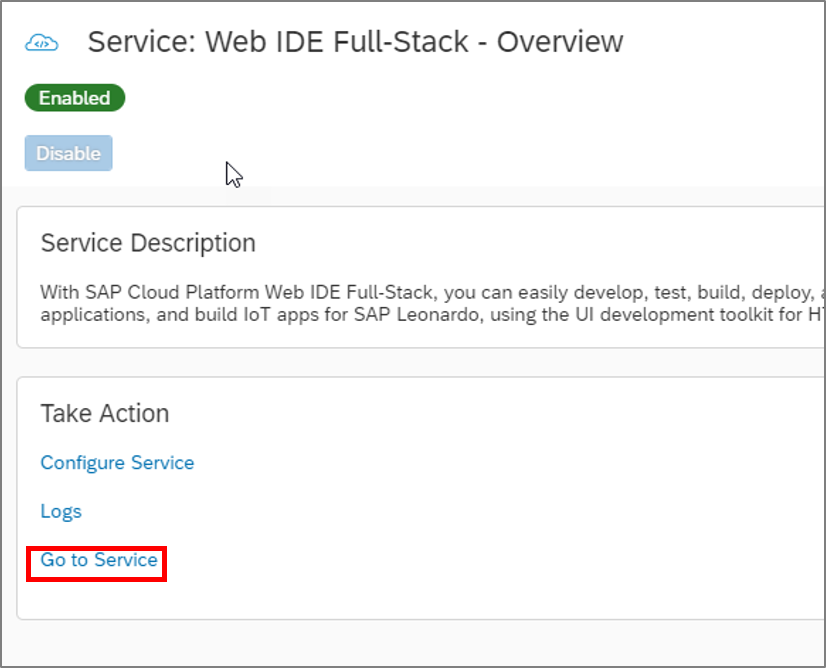 Service: Web IDE Full-Stack - Overview
Enabled
Disable
Service Description
With SAP Cloud Platform Web IDE Full-Stack, you can easily develop, test, build, deploy,
applications, and build IoT apps for SAP Leonardo, using the UI development toolkit for
Take Action
Configure Service
Logs
Go to Service